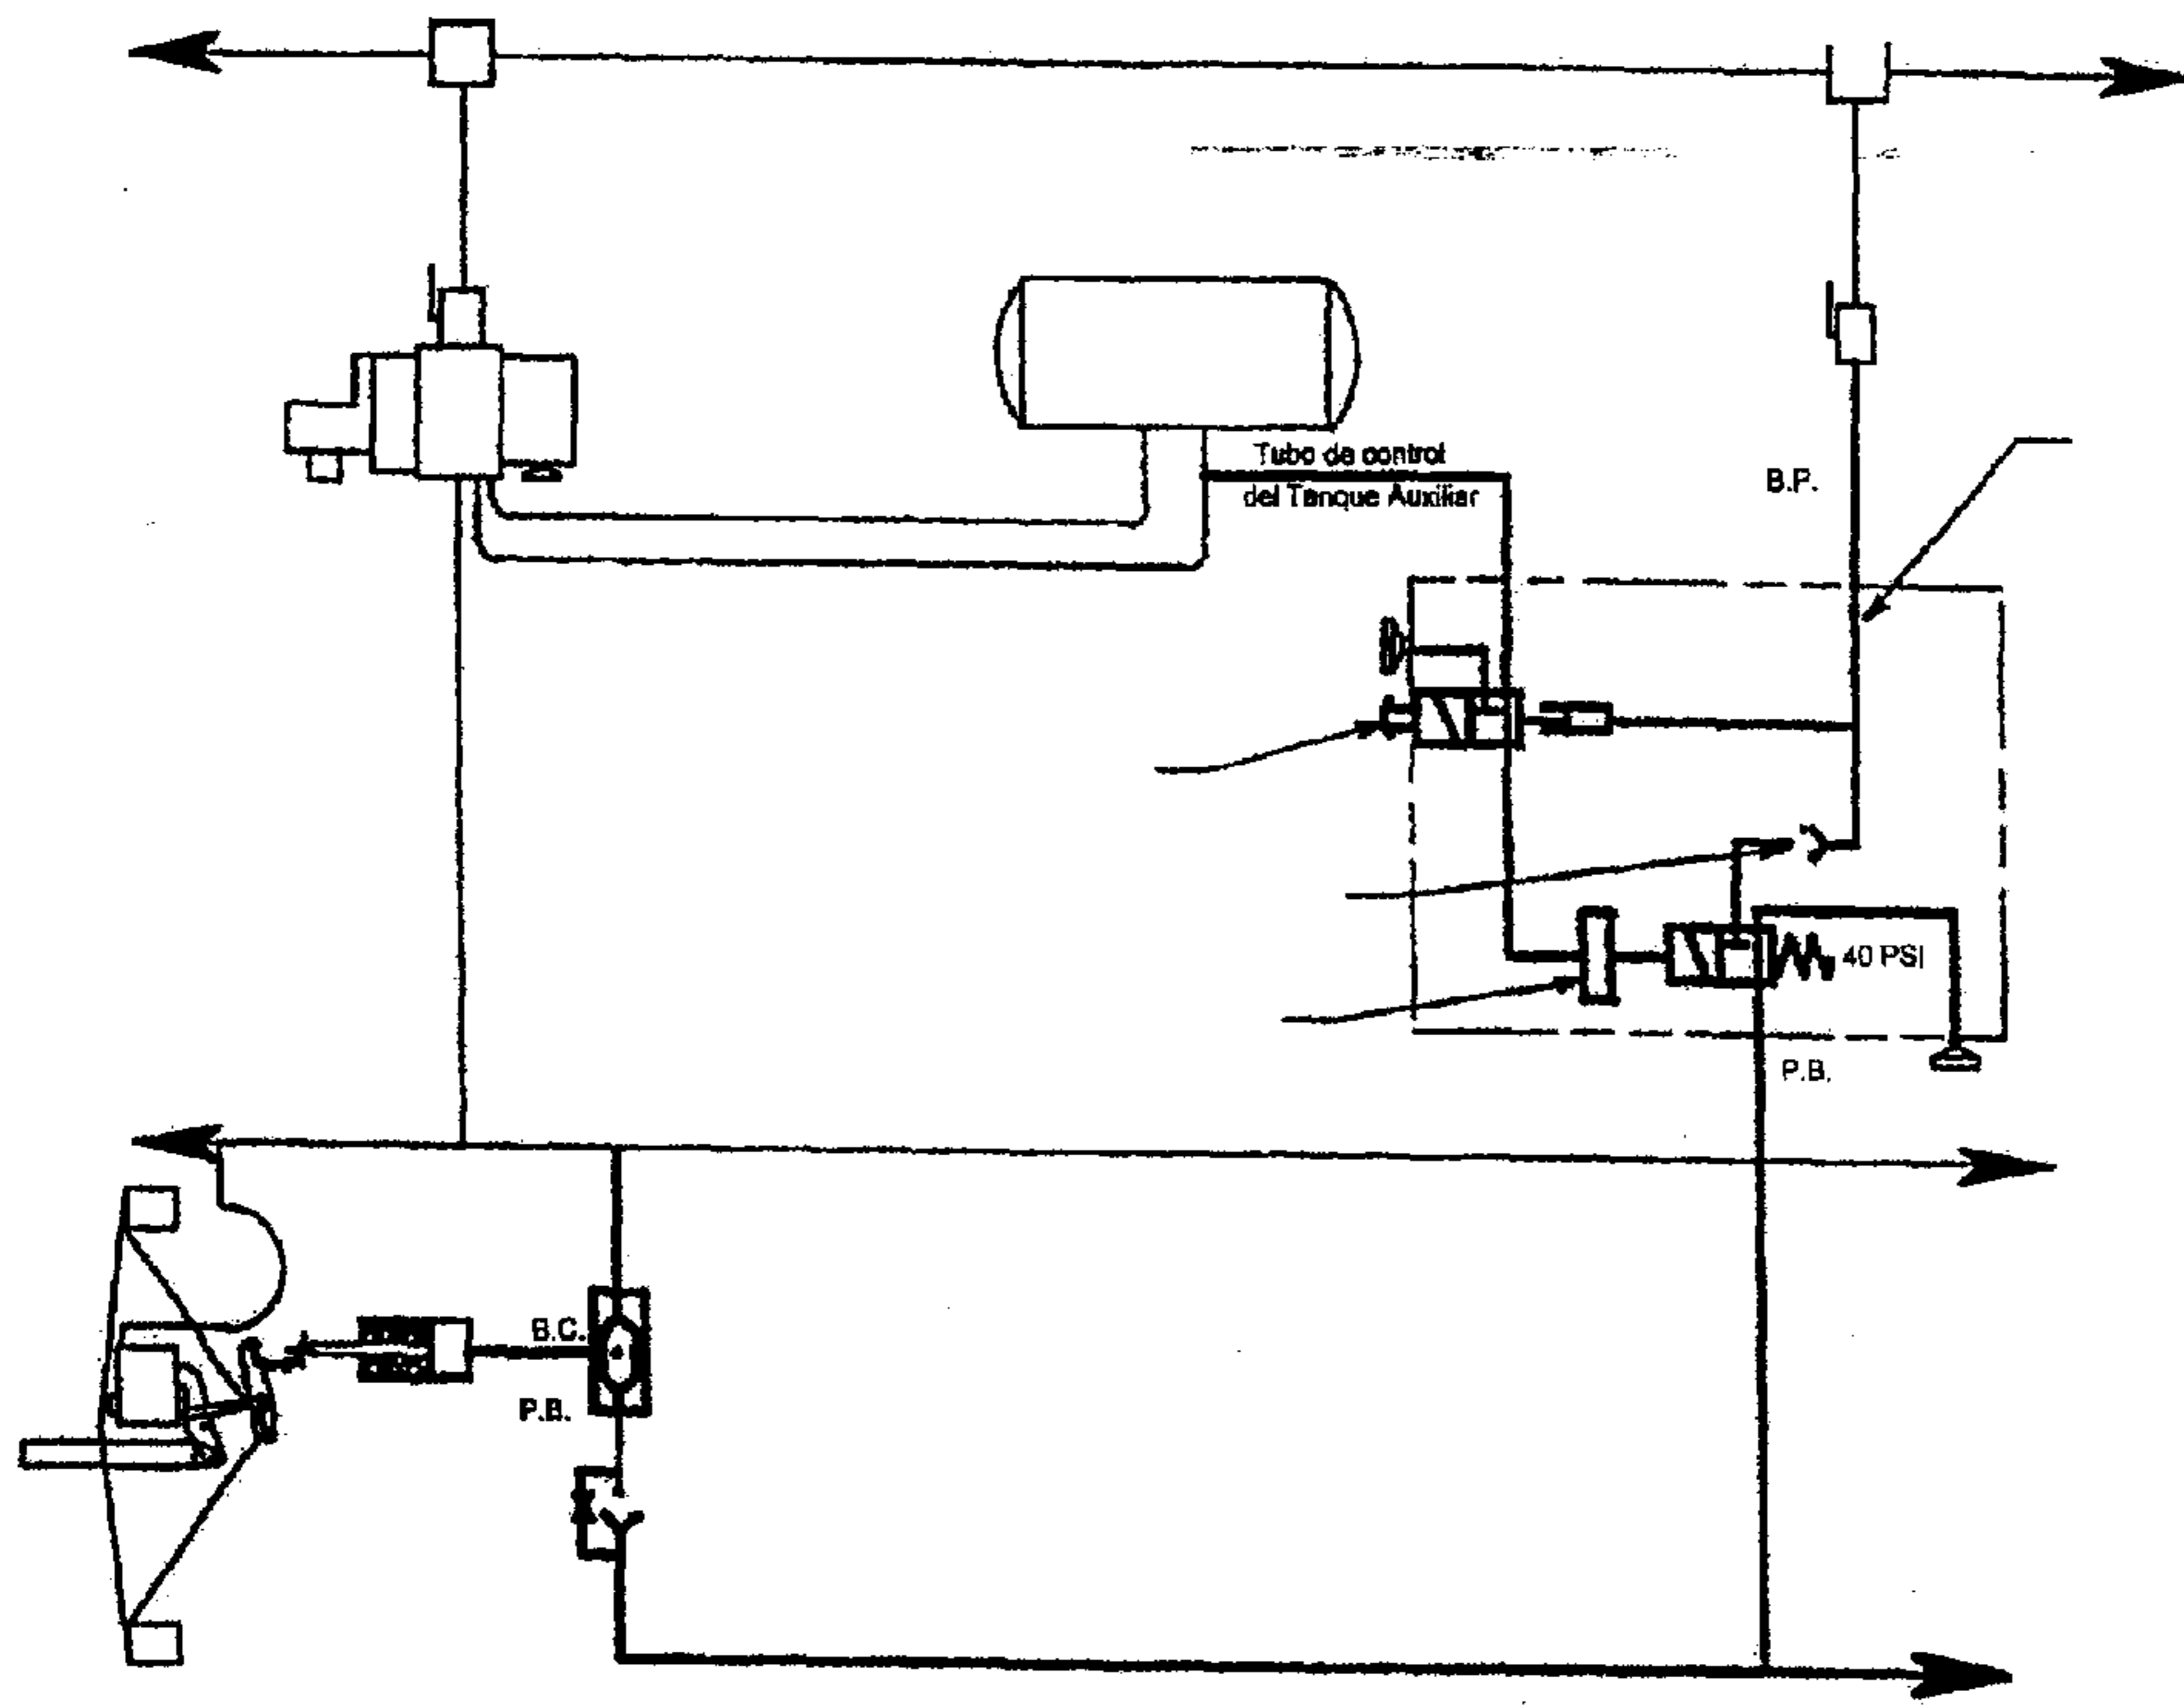 Tubo de control
del Tanque Auxiliar
B.P.
40 PSI
P.B.
B.C.
P.B.